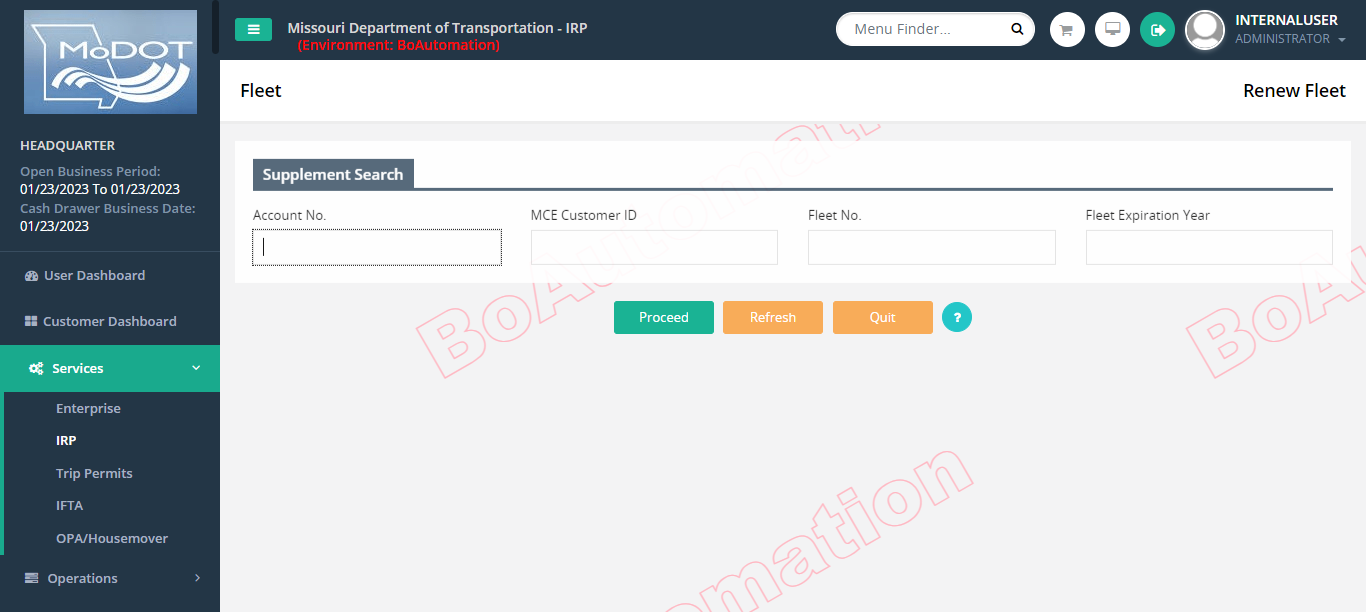 MoDOT
HEADQUARTER
Open Business Period:
01/23/2023 To 01/23/2023
Cash Drawer Business Date:
01/23/2023
User Dashboard
Customer Dashboard
Services
Enterprise
IRP
Trip Permits
IFTA
OPA/Housemover
Operations
Missouri Department of Transportation - IRP
(Environment: BoAutomation)
Menu Finder...
INTERNALUSER
ADMINISTRATOR
Fleet
Renew Fleet
Supplement Search
Account No.
MCE Customer ID
Fleet No.
Fleet Expiration Year
Proceed
Refresh
Quit
?
BoAutomation
BoAu
omation